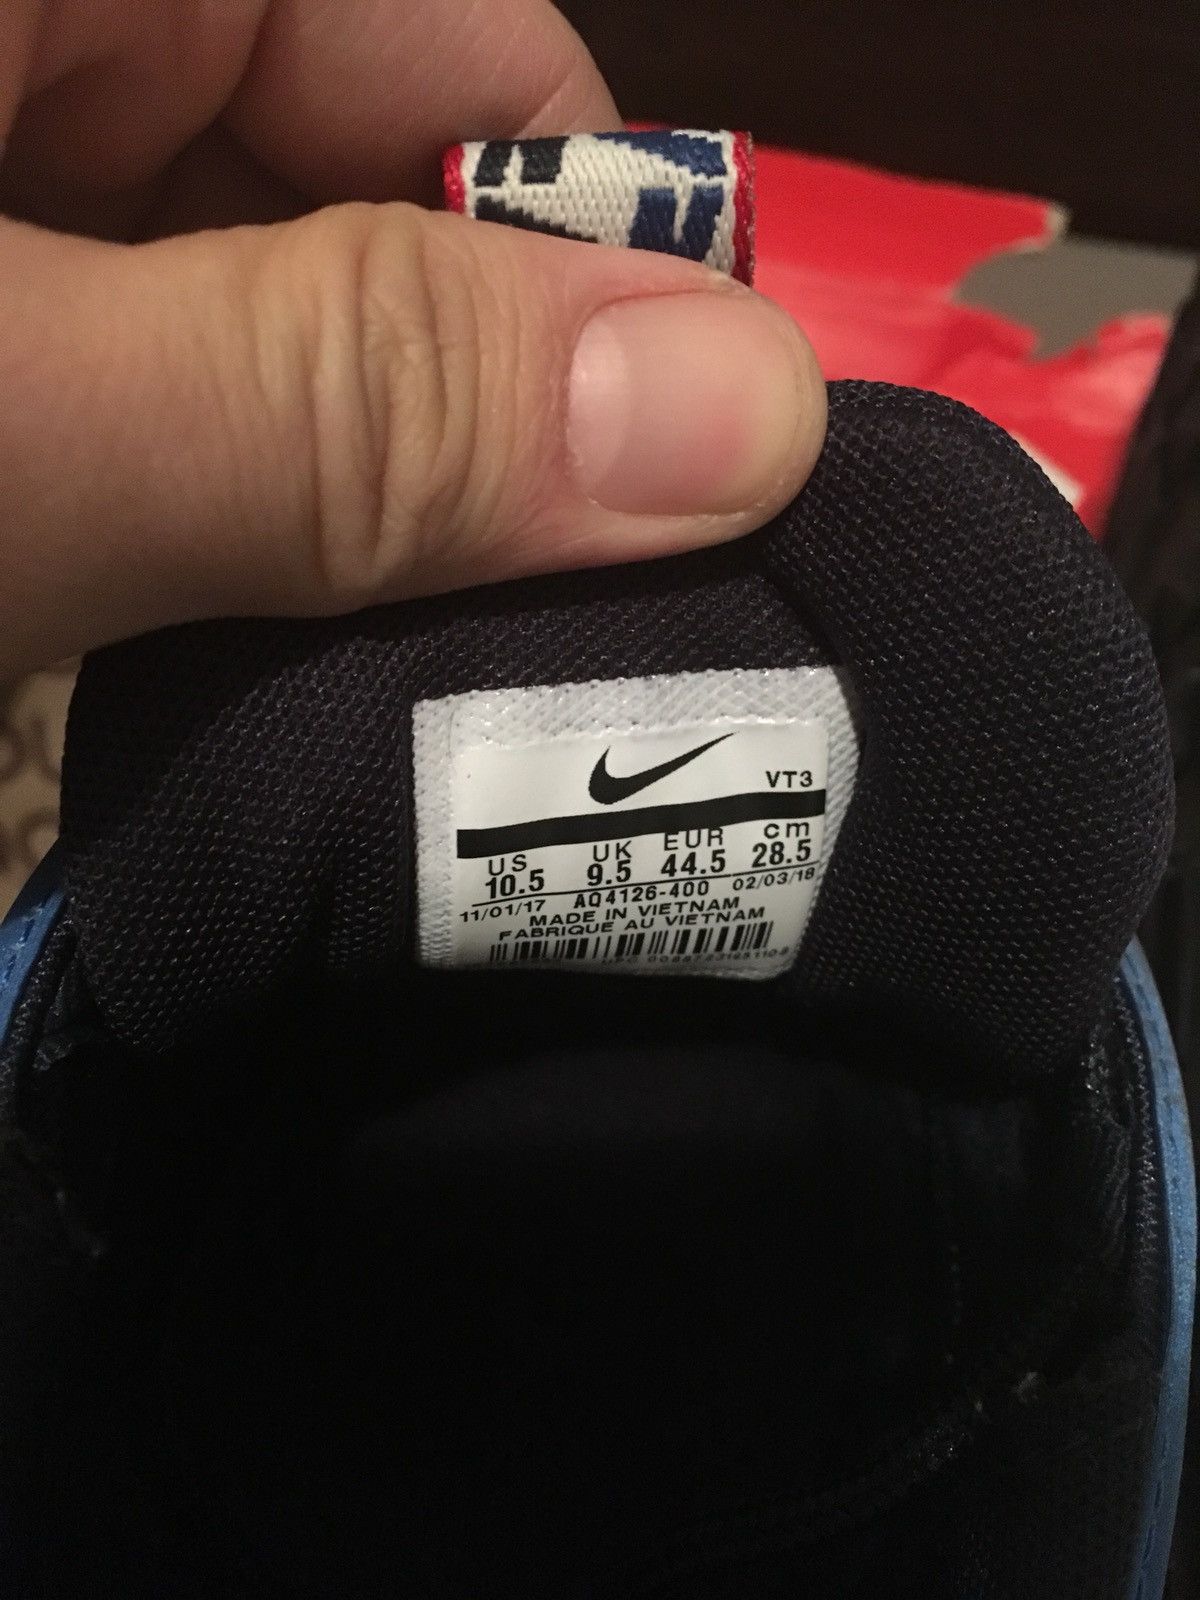 VT3
US UK EUR cm
10.5 9.5 44.5 28.5
11/01/17 AQ4126-400 02/03/18
MADE IN VIETNAM
FABRIQUE AU VIETNAM
UPC